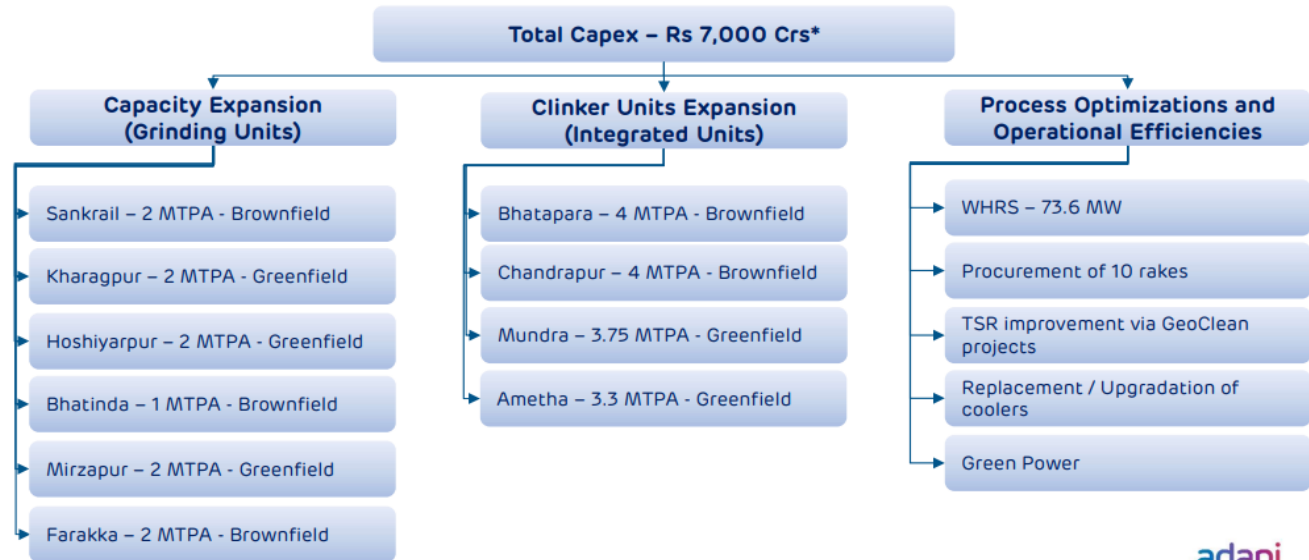 Total Capex – Rs 7,000 Crs*
Capacity Expansion
(Grinding Units)
Sankrail – 2 MTPA - Brownfield
Kharagpur – 2 MTPA - Greenfield
Hoshiyarpur – 2 MTPA - Greenfield
Bhatinda – 1 MTPA - Brownfield
Mirzapur – 2 MTPA - Greenfield
Farakka – 2 MTPA – Brownfield
Clinker Units Expansion
(Integrated Units)
Bhatapara – 4 MTPA - Brownfield
Chandrapur – 4 MTPA - Brownfield
Mundra – 3.75 MTPA - Greenfield
Ametha – 3.3 MTPA - Greenfield
Process Optimizations and
Operational Efficiencies
WHRS – 73.6 MW
Procurement of 10 rakes
TSR improvement via GeoClean
projects
Replacement / Upgradation of
coolers
Green Power
adani